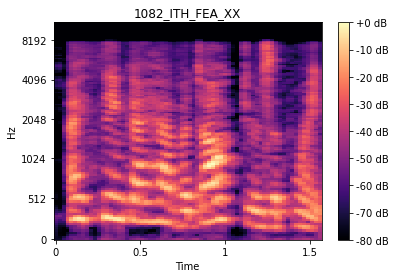 1082_ITH_FEA_XX
+0 dB
8192
-10 dB
4096
-20 dB
-30 dB
2048
Hz
-40 dB
1024
-50 dB
512
-60 dB
-70 dB
0
-80 dB
0
0.5
1
1.5
Time